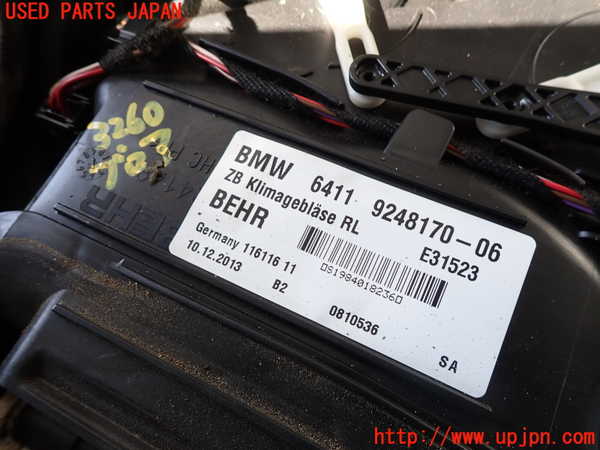 USED PARTS JAPAN
3260
BMW 6411 9248170-06
ZB Klimagebläse RL E31523
BEHR
Germany 116116 11
10.12.2013 B2 0810536 SA
BEHR
http://www.upjpn.com